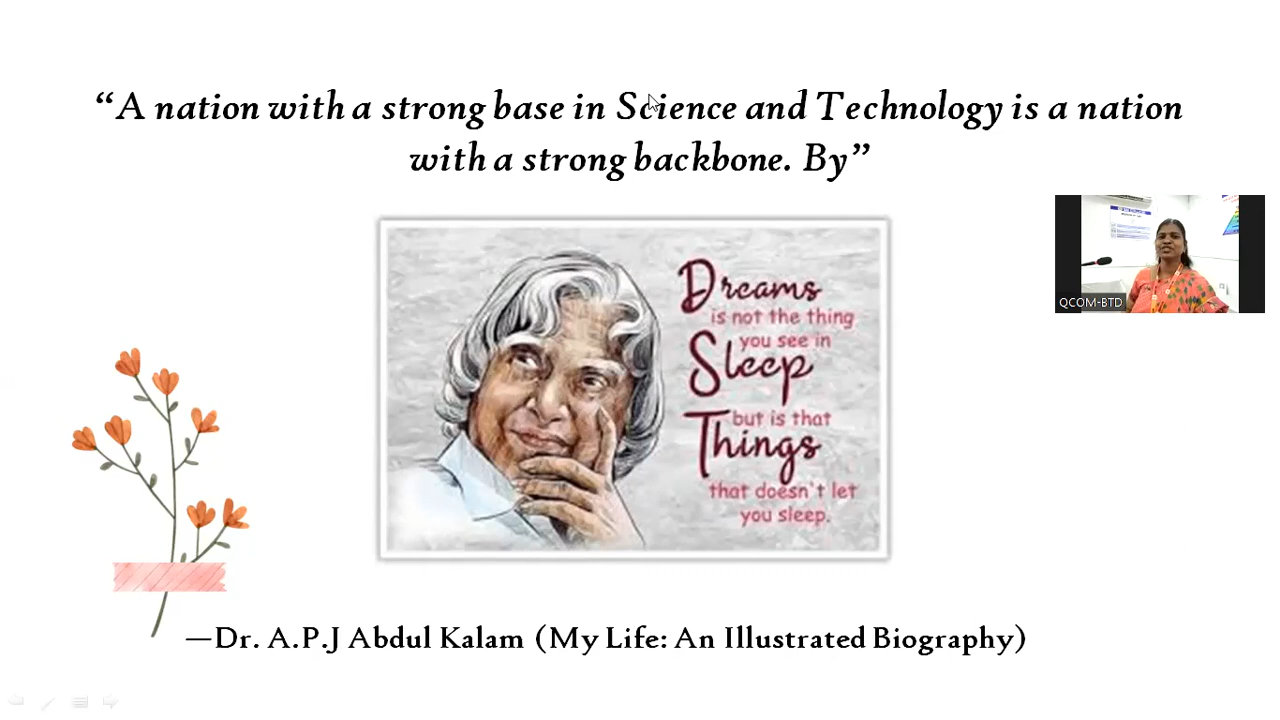 “A nation with a strong base in Science and Technology is a nation
with a strong backbone. By”
Dreams
is not the thing
you see in
Sleep
but is that
Things
that doesn't let
you sleep.
QCOM-BTD
—Dr. A.P.J Abdul Kalam (My Life: An Illustrated Biography)